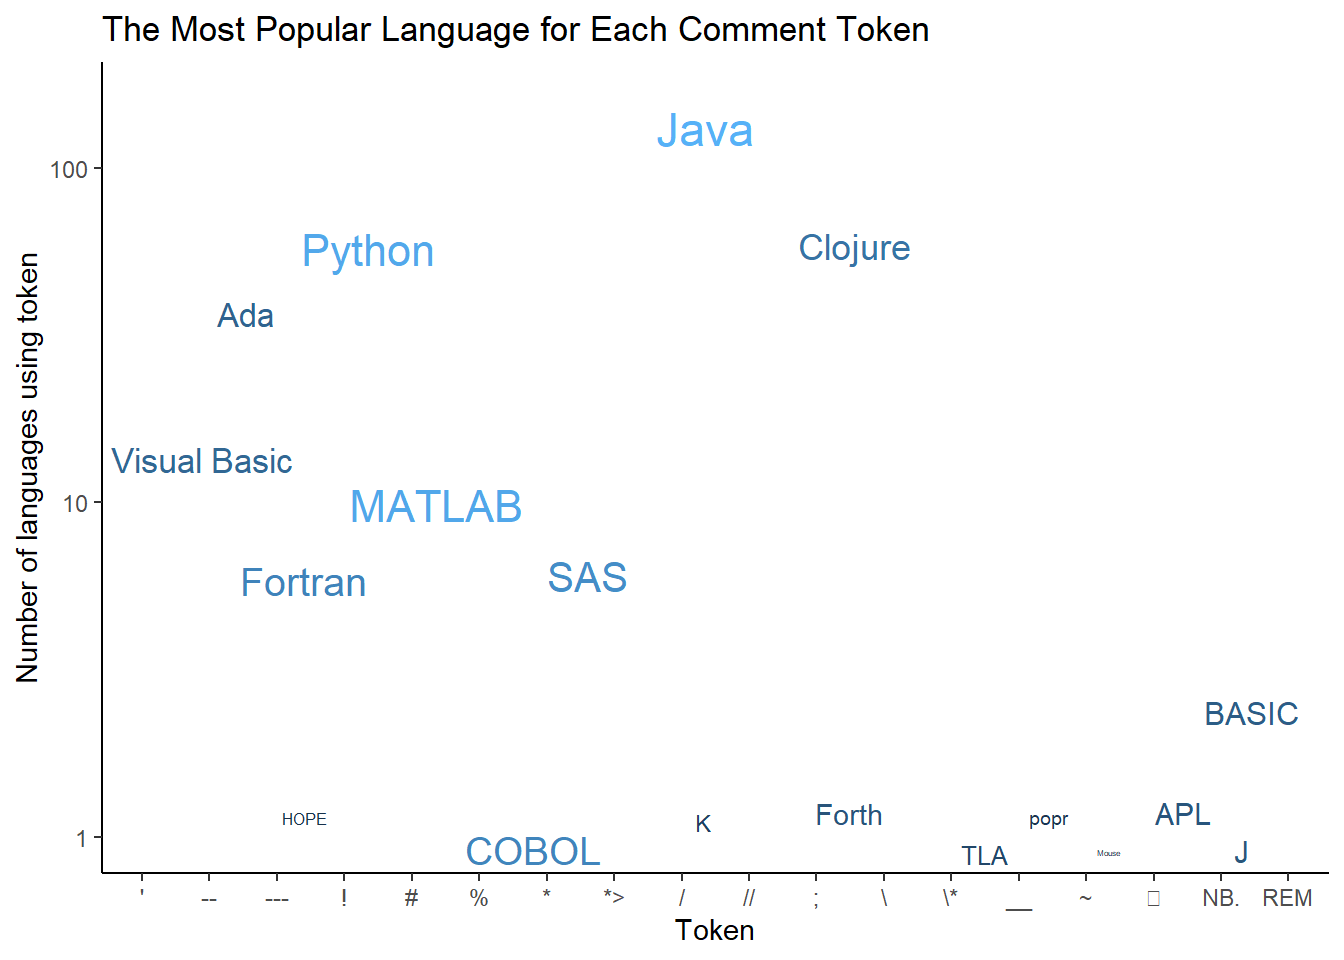 The Most Popular Language for Each Comment Token
Number of languages using token
100
10
1
Java
Python
Clojure
Ada
Visual Basic
MATLAB
Fortran
SAS
BASIC
HOPE
K
Forth
popr
APL
COBOL
TLA
Mouse
J
' -- --- ! # % * *> / // ; \ \* __ ~ NB. REM
Token